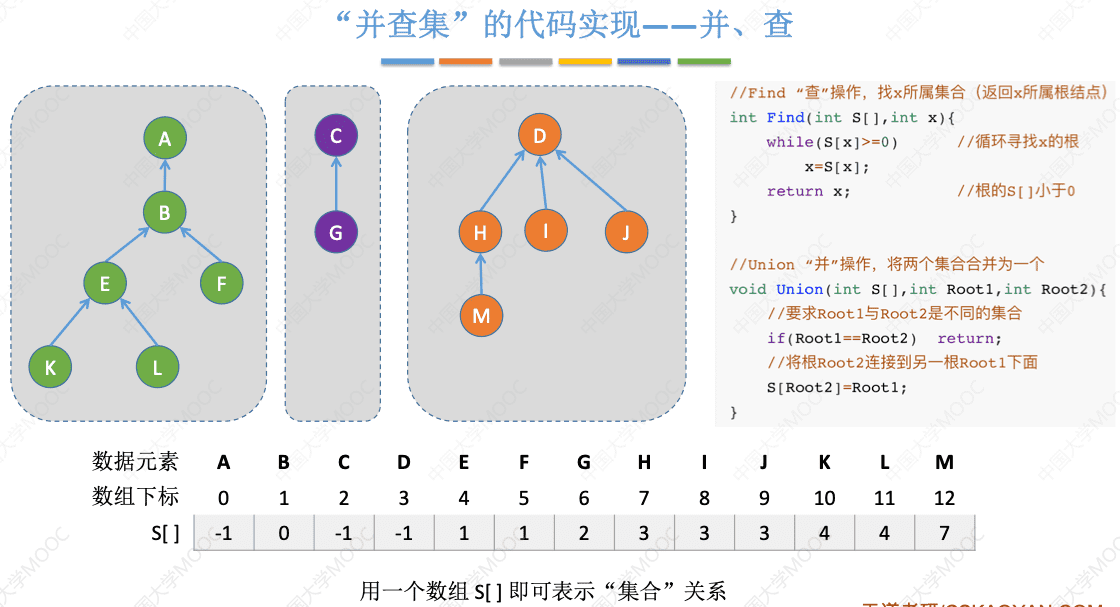 “并查集”的代码实现——并、查
A
B
E
F
K
L
C
G
D
H
I
J
M
//Find “查”操作，找x所属集合（返回x所属根结点）
int Find(int S[],int x){
while(S[x]>=0) //循环寻找x的根
x=S[x];
return x; //根的S[]小于0
}
//Union “并”操作，将两个集合合并为一个
void Union(int S[],int Root1,int Root2){
//要求Root1与Root2是不同的集合
if(Root1==Root2) return;
//将根Root2连接到另一根Root1下面
S[Root2]=Root1;
}
数据元素 A B C D E F G H I J K L M
数组下标 0 1 2 3 4 5 6 7 8 9 10 11 12
S[ ] -1 0 -1 -1 1 1 2 3 3 3 4 4 7
用一个数组 S[ ] 即可表示“集合”关系
中国大学MOOC